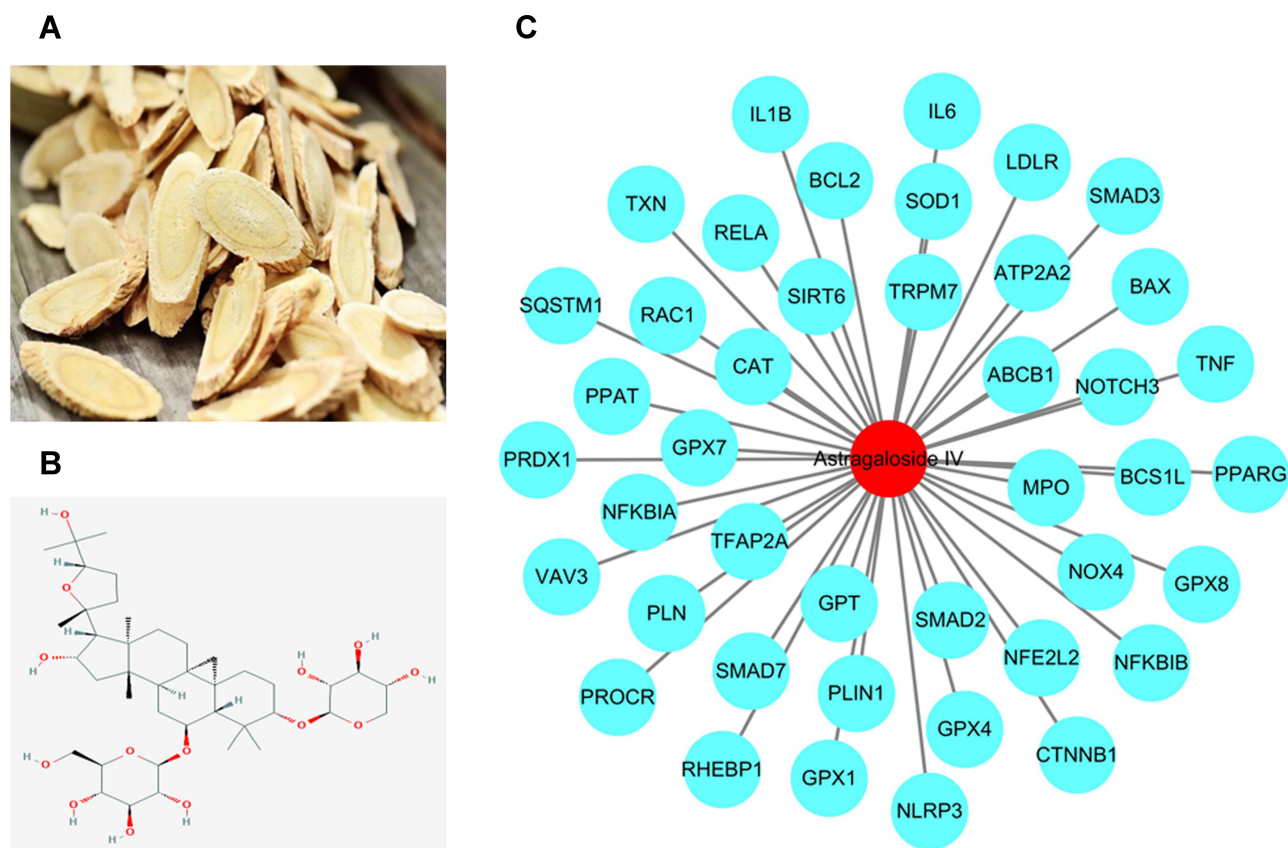 A
C
B
IL1B
IL6
BCL2
LDLR
TXN
SOD1
SMAD3
RELA
ATP2A2
BAX
SIRT6
TRPM7
SQSTM1
RAC1
CAT
ABCB1
NOTCH3
TNF
PPAT
GPX7
Astragaloside IV
PRDX1
MPO
BCS1L
PPARG
NFKBIA
TFAP2A
VAV3
NOX4
GPX8
PLN
GPT
SMAD2
NFE2L2
NFKBIB
SMAD7
PROCR
PLIN1
GPX4
CTNNB1
RHEBP1
GPX1
NLRP3
H O
H
O
H
H O
H
H
H O
H
O
O H
O
O
O
H O
O
O
O H
O H
O H